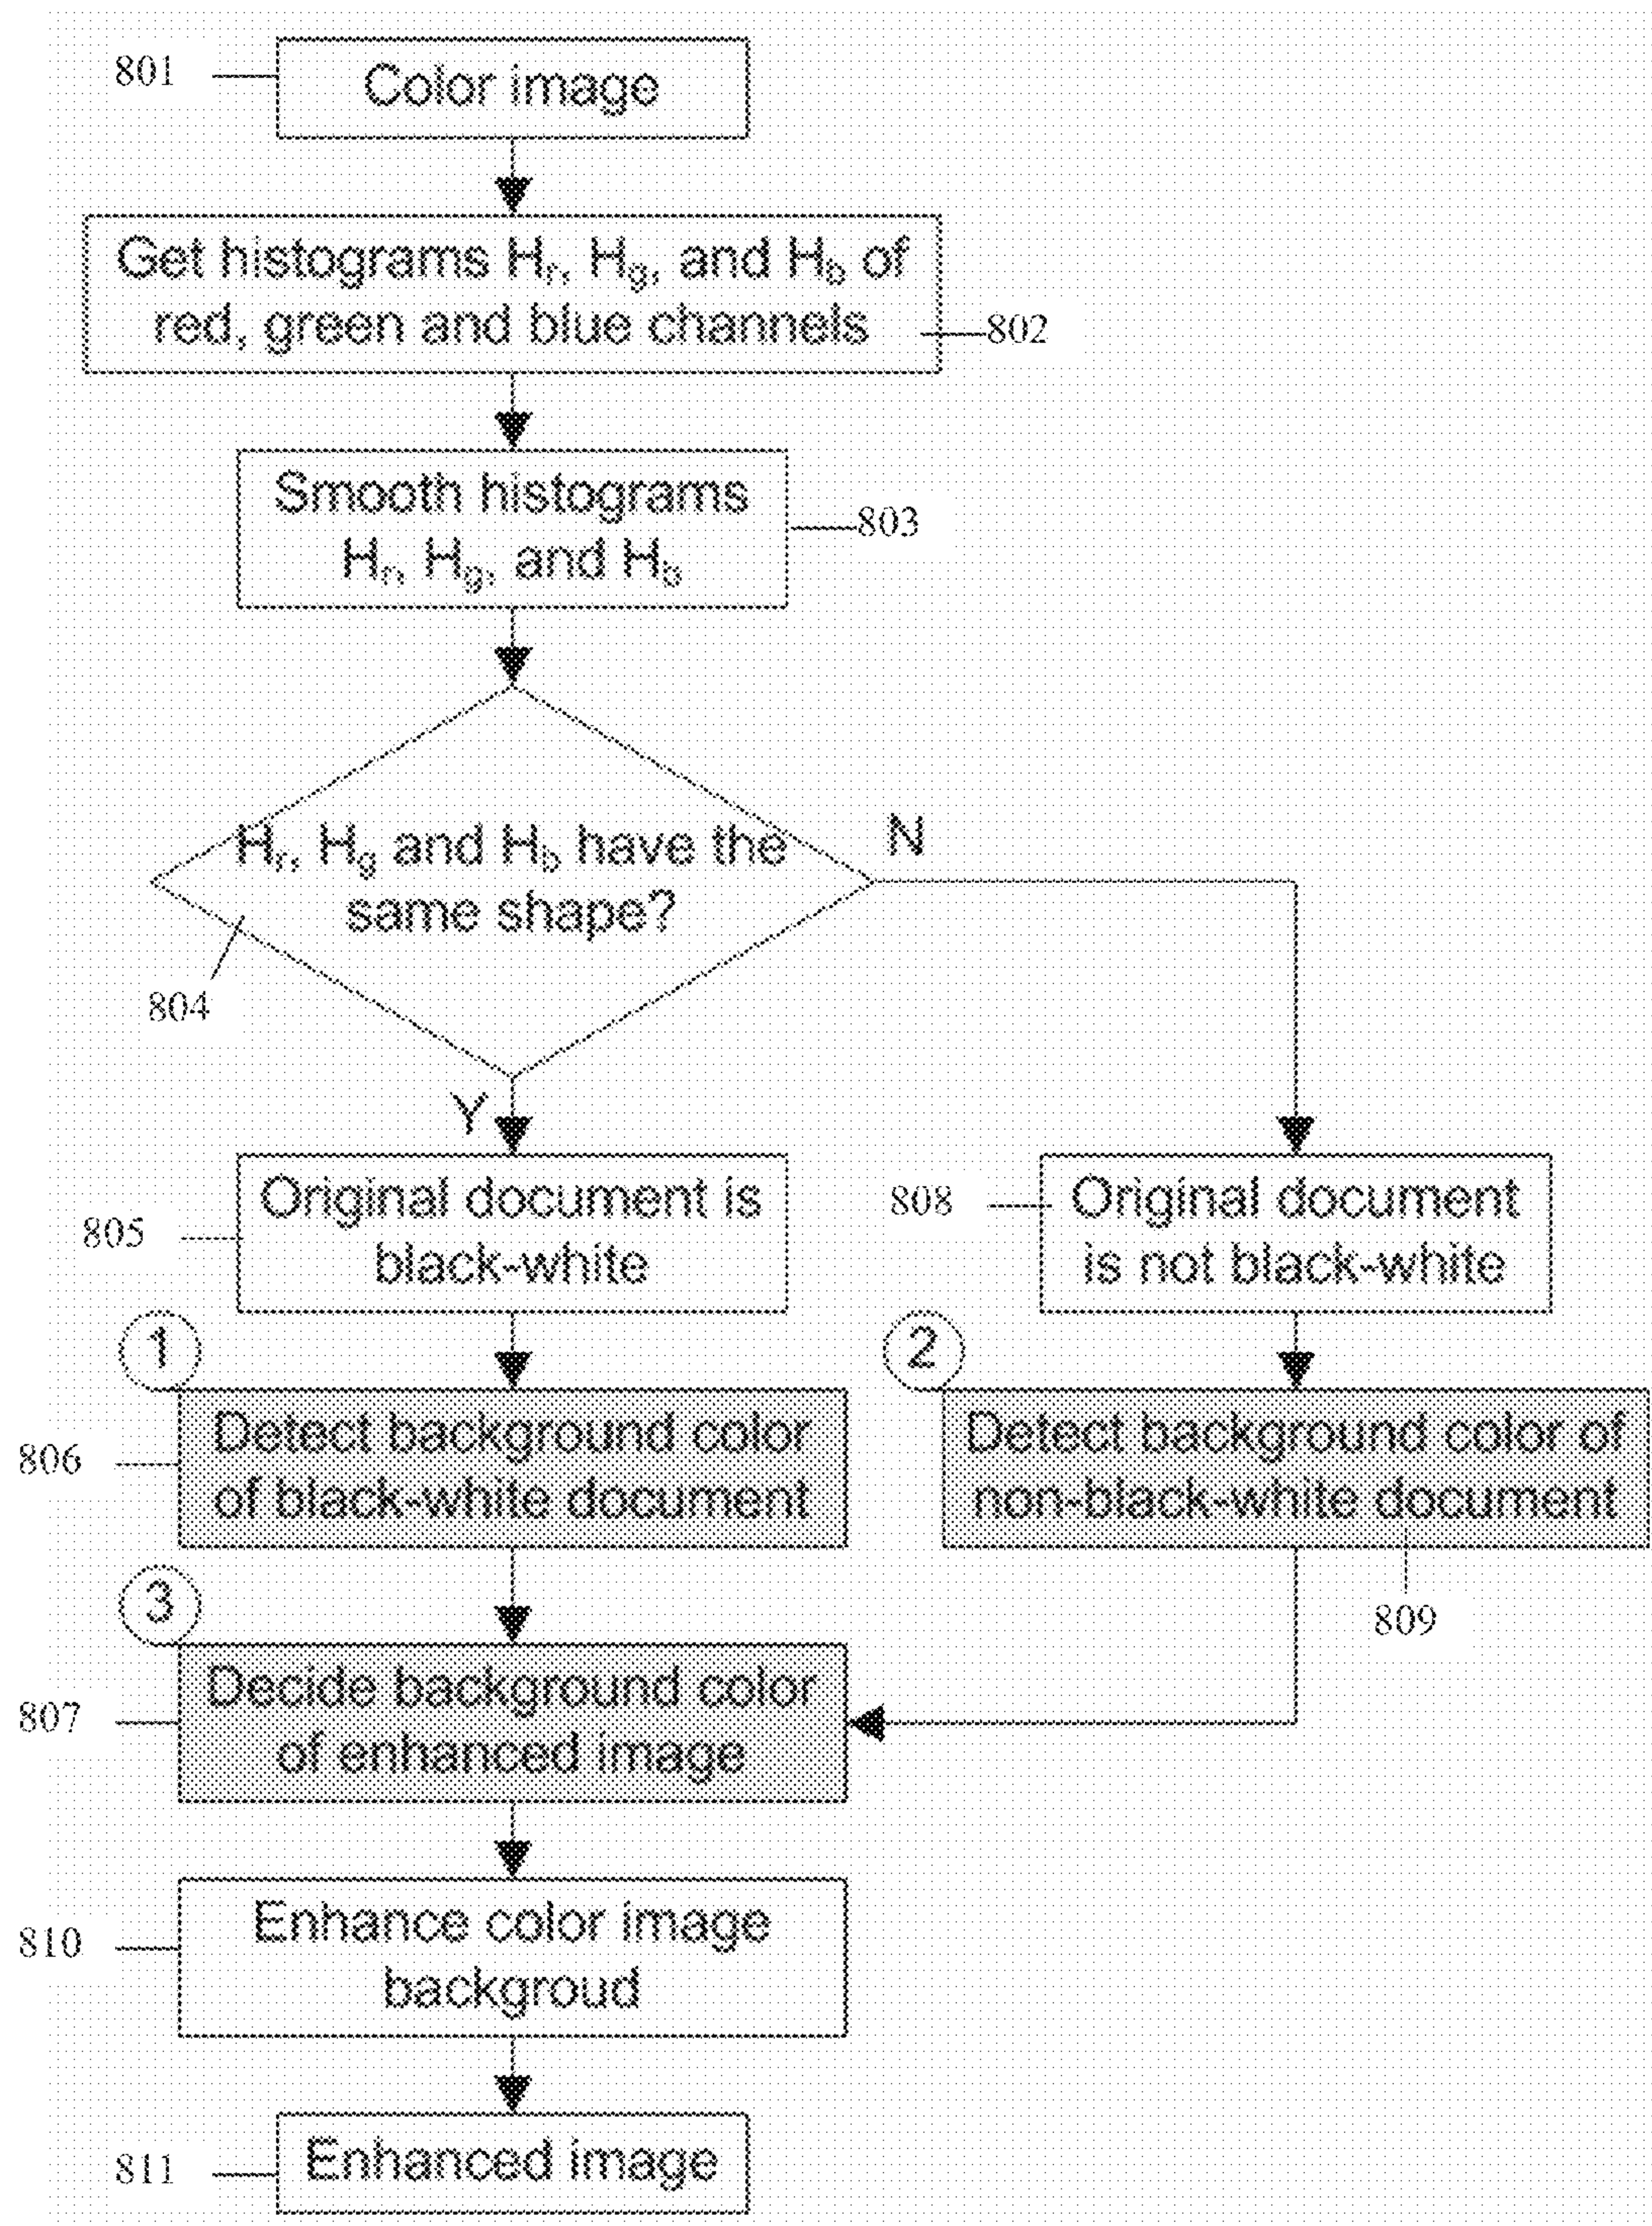 801
Color image
Get histograms Hr, Hg, and Hb of
red, green and blue channels
802
Smooth histograms
Hr, Hg, and Hb
803
Hr, Hg and Hb have the
same shape?
804
N
Y
Original document is
black-white
805
808
Original document
is not black-white
1
2
Detect background color
of black-white document
806
Detect background color of
non-black-white document
809
3
Decide background color
of enhanced image
807
Enhance color image
backgroud
810
Enhanced image
811